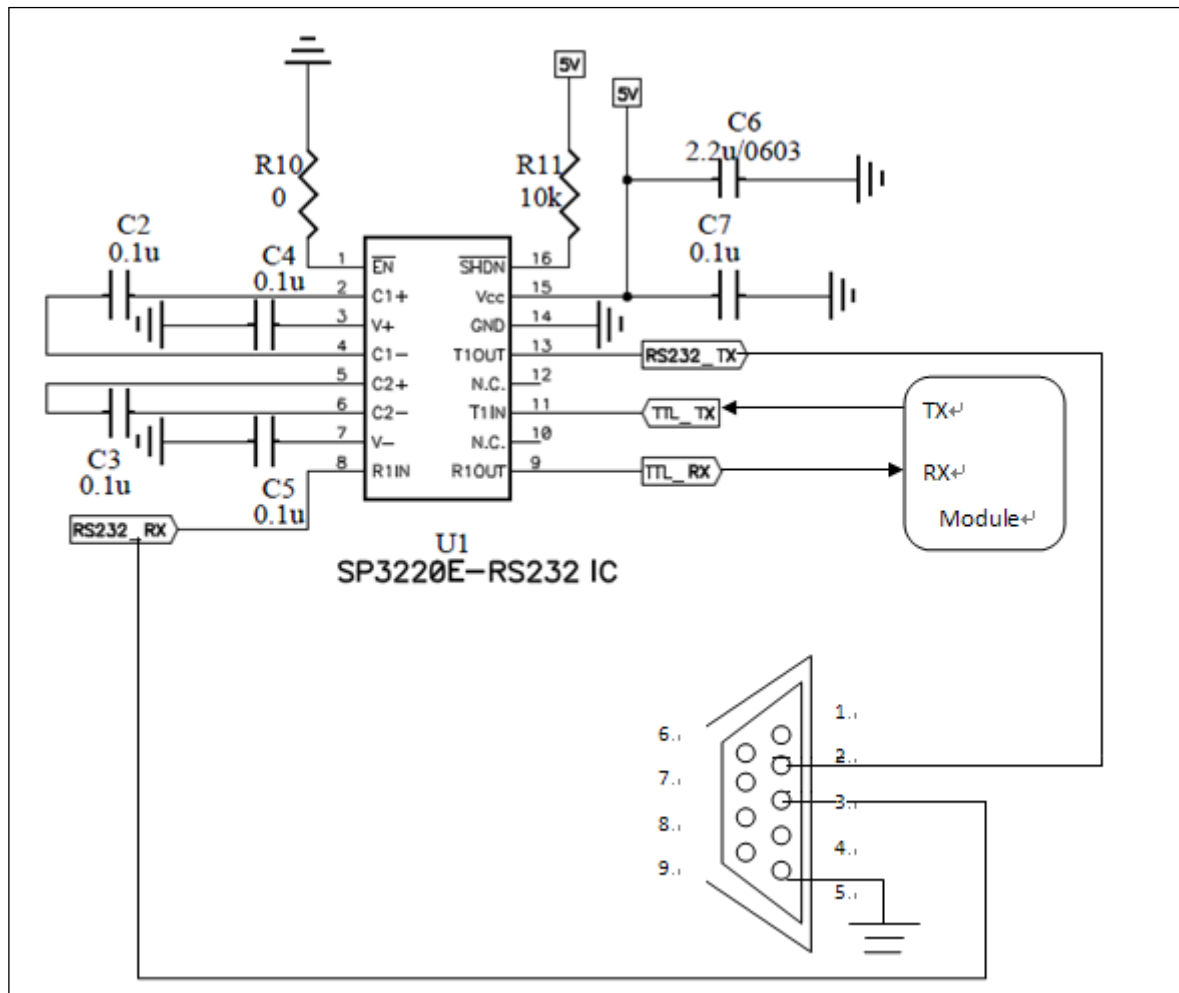 5V
5V
C6
2.2u/0603
R10
0
R11
10k
C2
0.1u
C4
0.1u
C7
0.1u
1 EN SHDN 16
2 C1+ Vcc 15
3 V+ GND 14
4 C1- T1OUT 13 RS232_TX
5 C2+ N.C. 12
6 C2- T1IN 11 TTL_TX
7 V- N.C. 10
8 R1IN R1OUT 9 TTL_RX
TX↵
RX↵
Module↵
C3
0.1u
C5
0.1u
RS232_RX
U1
SP3220E-RS232 IC
1.
6.
2.
7.
3.
8.
4.
9.
5.